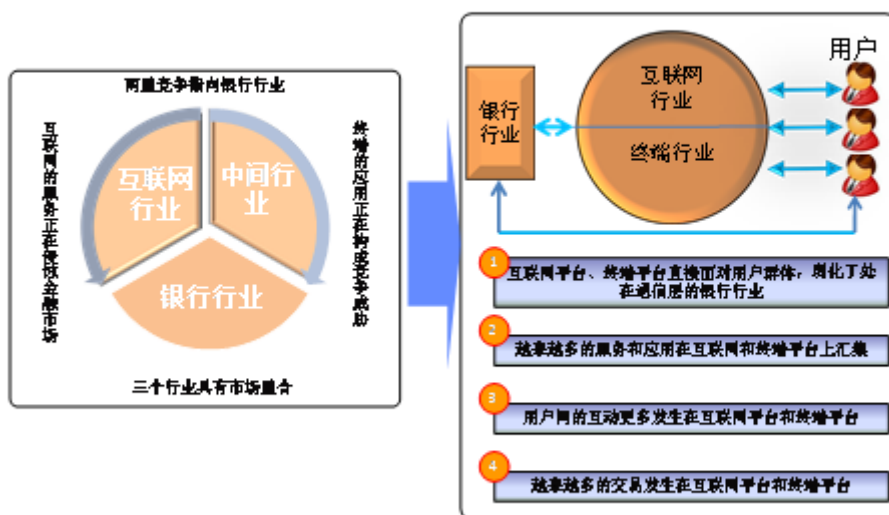 两重竞争指向银行行业
互联网的服务正在侵蚀金融市场
终端的应用正在构成竞争威胁
互联网
行业
中间行
业
银行行业
三个行业具有市场重合
用户
银行
行业
互联网
行业
终端行业
1
互联网平台、终端平台直接面对用户群体，弱化了处
在通信层的银行行业
2
越来越多的服务和应用在互联网和终端平台上汇集
3
用户间的互动更多发生在互联网平台和终端平台
4
越来越多的交易发生在互联网平台和终端平台